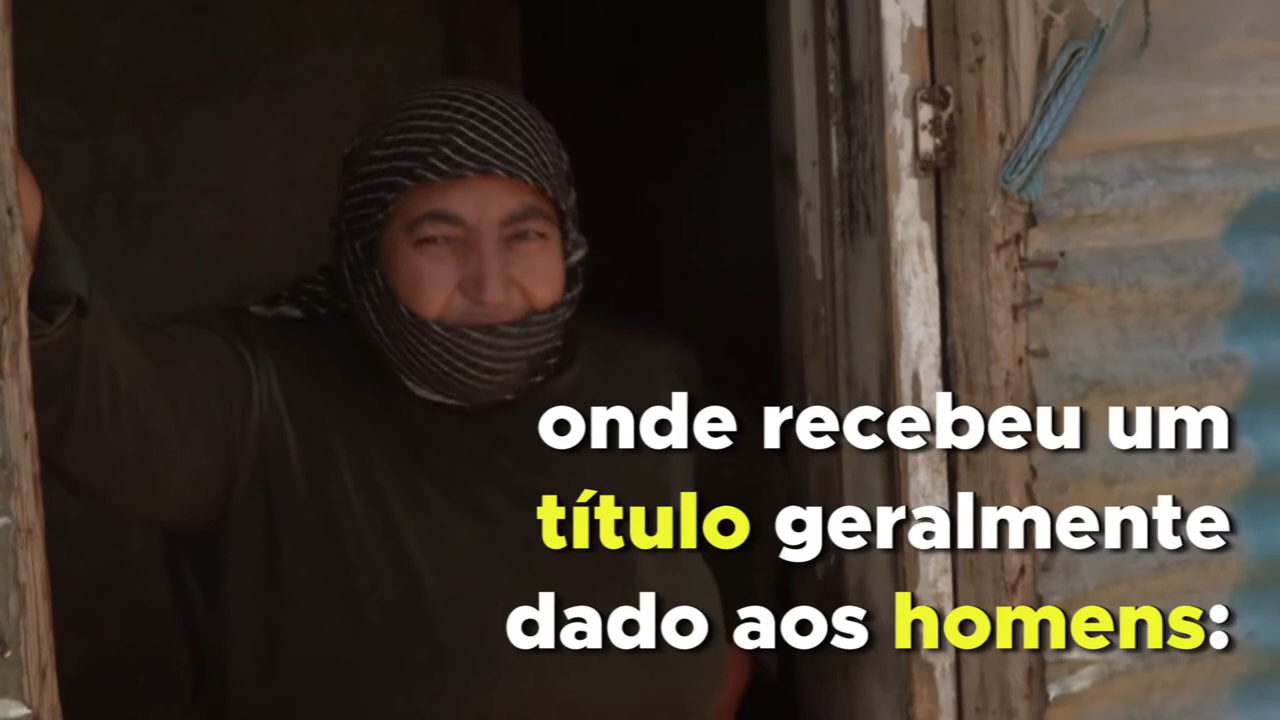 onde recebeu um
título geralmente
dado aos homens: